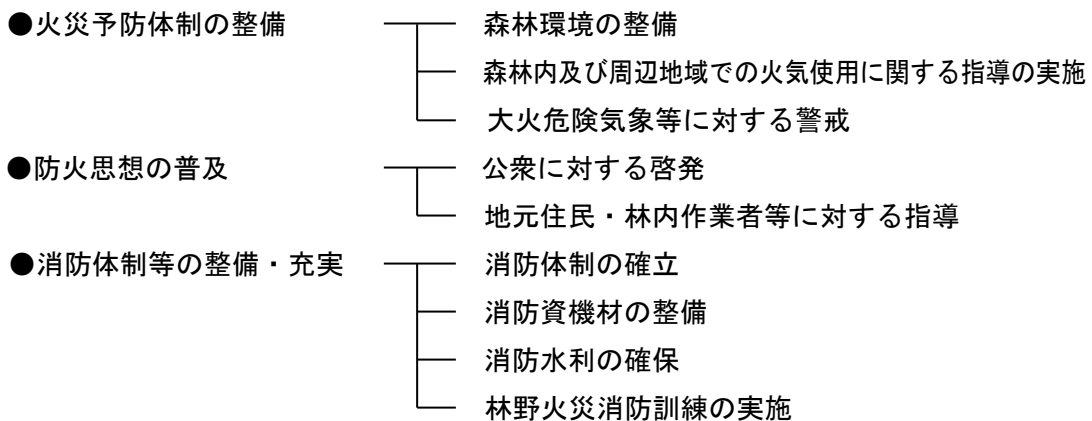 ●火災予防体制の整備 森林環境の整備
森林内及び周辺地域での火気使用に関する指導の実施
大火危険気象等に対する警戒
●防火思想の普及 公衆に対する啓発
地元住民・林内作業者等に対する指導
●消防体制等の整備・充実 消防体制の確立
消防資機材の整備
消防水利の確保
林野火災消防訓練の実施